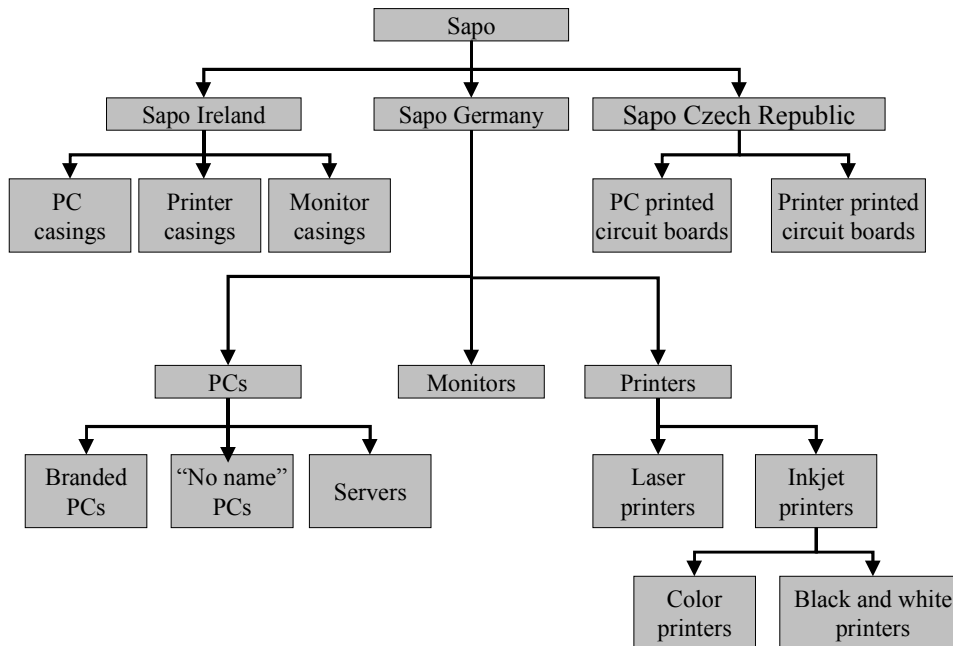 Sapo
Sapo Ireland
Sapo Germany
Sapo Czech Republic
PC
casings
Printer
casings
Monitor
casings
PC printed
circuit boards
Printer printed
circuit boards
PCs
Monitors
Printers
Branded
PCs
“No name”
PCs
Servers
Laser
printers
Inkjet
printers
Color
printers
Black and white
printers